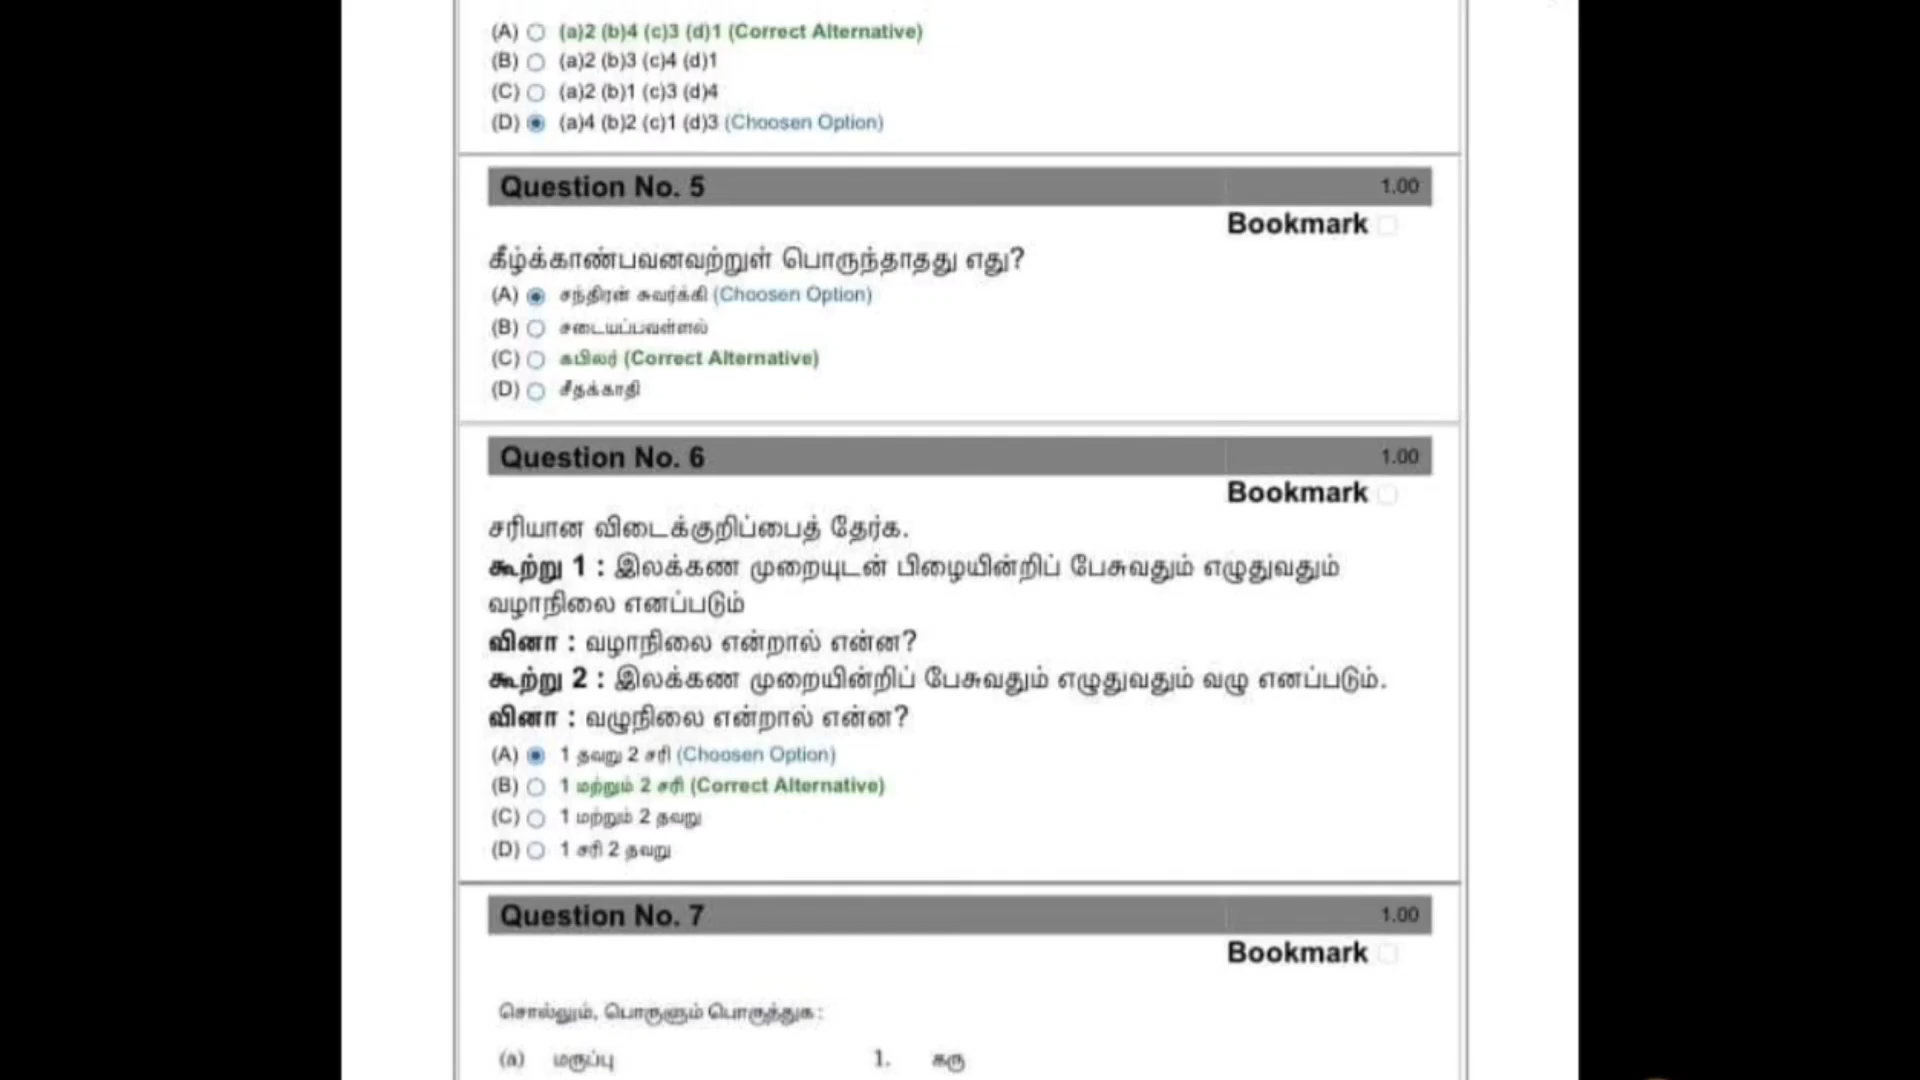 (A) (a)2 (b)4 (c)3 (d)1 (Correct Alternative)
(B) (a)2 (b)3 (c)4 (d)1
(C) (a)2 (b)1 (c)3 (d)4
(D) (a)4 (b)2 (c)1 (d)3 (Choosen Option)
Question No. 5 1.00
Bookmark
கீழ்க்காண்பவனவற்றுள் பொருந்தாதது எது?
(A) சந்திரன் சுவர்க்கி (Choosen Option)
(B) சடையப்பவள்ளல்
(C) கபிலர் (Correct Alternative)
(D) சீதக்காதி
Question No. 6 1.00
Bookmark
சரியான விடைக்குறிப்பைத் தேர்க.
கூற்று 1 : இலக்கண முறையுடன் பிழையின்றிப் பேசுவதும் எழுதுவதும்
வழாநிலை எனப்படும்
வினா : வழாநிலை என்றால் என்ன?
கூற்று 2 : இலக்கண முறையின்றிப் பேசுவதும் எழுதுவதும் வழு எனப்படும்.
வினா : வழுநிலை என்றால் என்ன?
(A) 1 தவறு 2 சரி (Choosen Option)
(B) 1 மற்றும் 2 சரி (Correct Alternative)
(C) 1 மற்றும் 2 தவறு
(D) 1 சரி 2 தவறு
Question No. 7 1.00
Bookmark
சொல்லும், பொருளும் பொருத்துக :
(a) மருப்பு 1. கரு